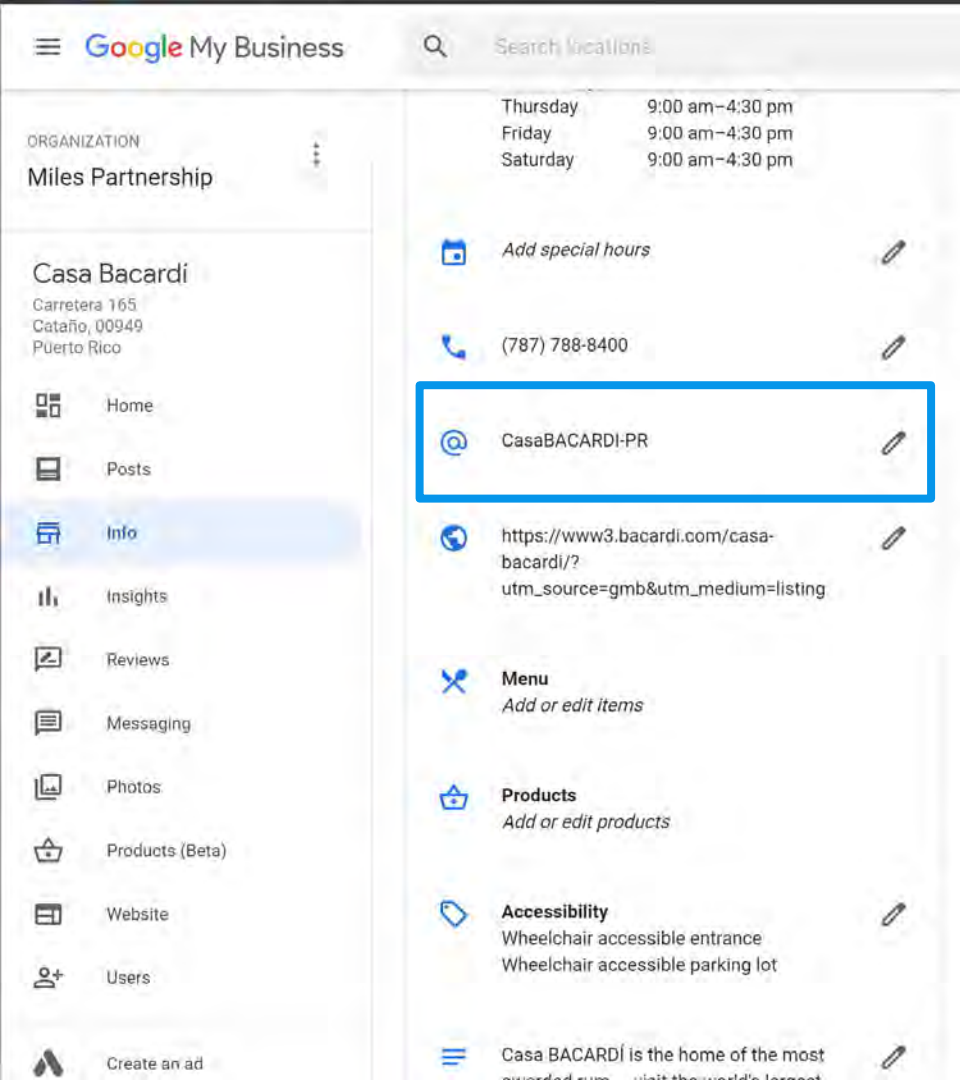 Google My Business
Search locations
ORGANIZATION
Miles Partnership
Casa Bacardí
Carretera 165
Cataño, 00949
Puerto Rico
Home
Posts
Info
Insights
Reviews
Messaging
Photos
Products (Beta)
Website
Users
Create an ad
Thursday 9:00 am–4:30 pm
Friday 9:00 am–4:30 pm
Saturday 9:00 am–4:30 pm
Add special hours
(787) 788-8400
CasaBACARDI-PR
https://www3.bacardi.com/casa-
bacardi/?
utm_source=gmb&utm_medium=listing
Menu
Add or edit items
Products
Add or edit products
Accessibility
Wheelchair accessible entrance
Wheelchair accessible parking lot
Casa BACARDÍ is the home of the most